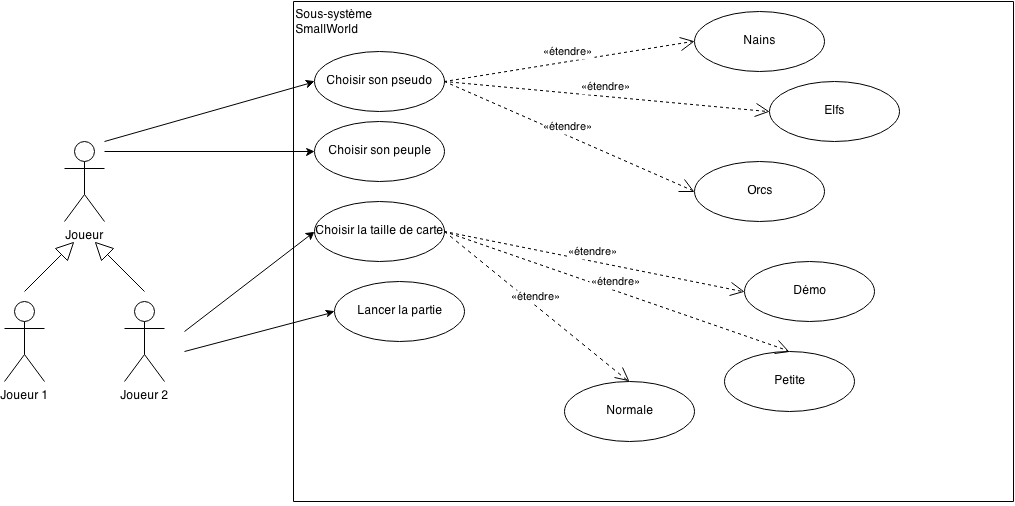 Sous-système
SmallWorld
Nains
«étendre»
Choisir son pseudo
«étendre»
Elfs
«étendre»
Choisir son peuple
Orcs
Joueur
Choisir la taille de carte
«étendre»
«étendre»
Démo
«étendre»
Lancer la partie
Petite
Joueur 1
Joueur 2
Normale